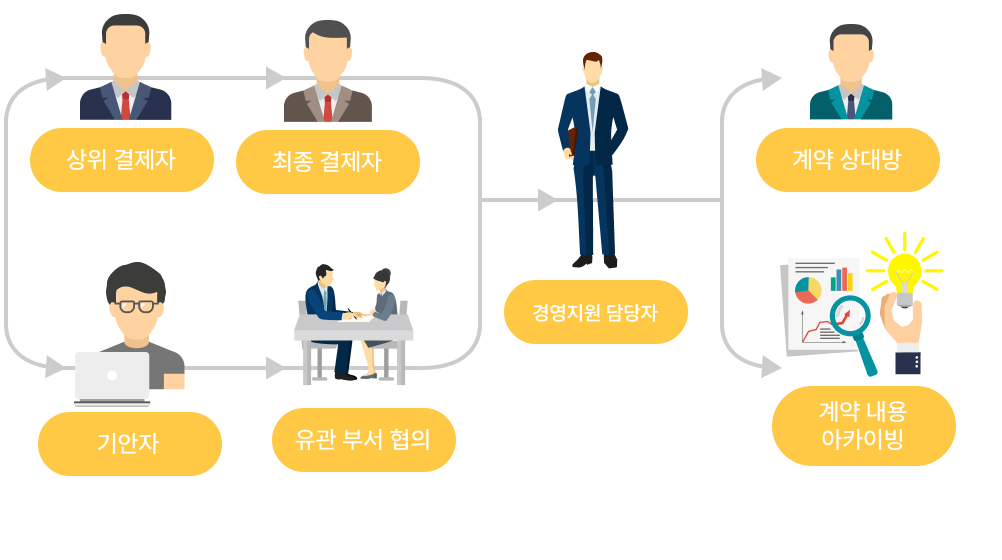 상위 결제자
최종 결제자
계약 상대방
경영지원 담당자
기안자
유관 부서 협의
계약 내용
아카이빙